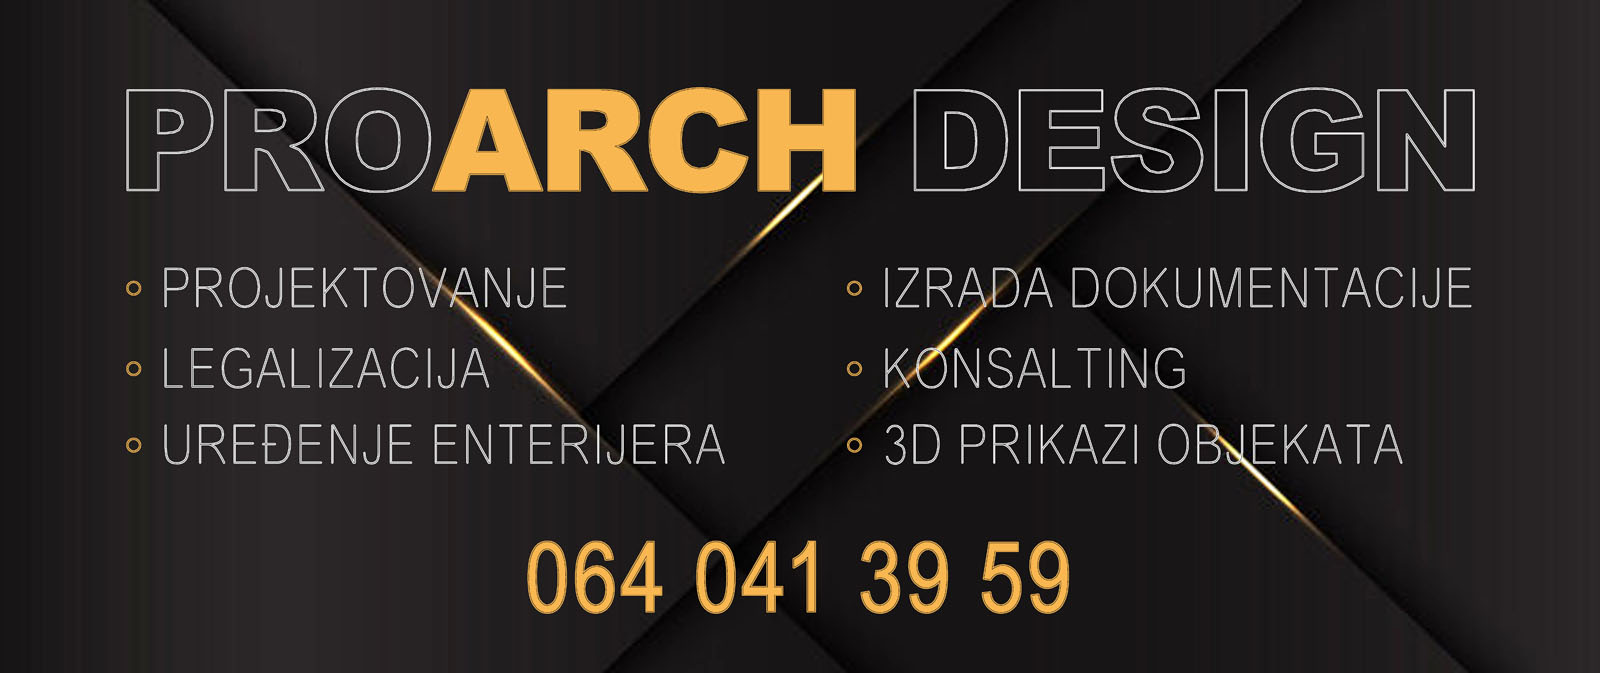 PROARCH DESIGN
PROJEKTOVANJE
LEGALIZACIJA
UREĐENJE ENTERIJERA
IZRADA DOKUMENTACIJE
KONSALTING
3D PRIKAZI OBJEKATA
064 041 39 59